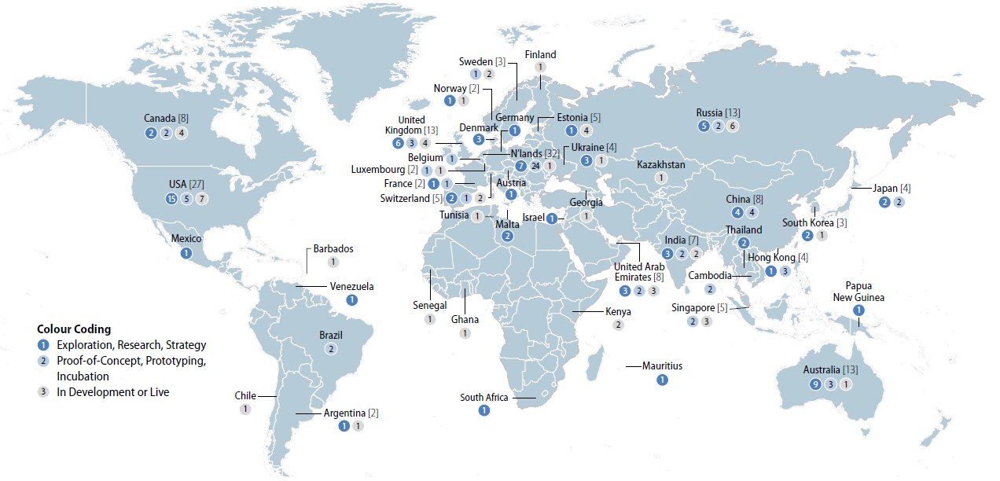 Finland
1
Sweden [3]
1 2
Norway [2]
1 1
Germany
1
Estonia [5]
1 4
Russia [13]
5 2 6
Canada [8]
2 2 4
United
Kingdom [13]
6 3 4
Denmark
3
N'lands [32]
7 24 1
Ukraine [4]
3 1
Belgium 1
Luxembourg [2] 1 1
France [2] 1 1
Switzerland [5] 2 1 2
Austria
1
Kazakhstan
1
USA [27]
15 5 7
Japan [4]
2 2
Georgia
1
China [8]
4 4
Tunisia 1
Malta
2
Israel 1
South Korea [3]
2 1
Thailand
2
Mexico
1
India [7]
3 2 2
Barbados
1
Hong Kong [4]
1 3
United Arab
Emirates [8]
3 2 3
Cambodia
2
Venezuela
1
Papua
New Guinea
1
Senegal
1
Ghana
1
Kenya
2
Singapore [5]
2 3
Colour Coding
1 Exploration, Research, Strategy
2 Proof-of-Concept, Prototyping,
Incubation
3 In Development or Live
Brazil
2
Mauritius
1
Australia [13]
9 3 1
Chile
1
South Africa
1
Argentina [2]
1 1